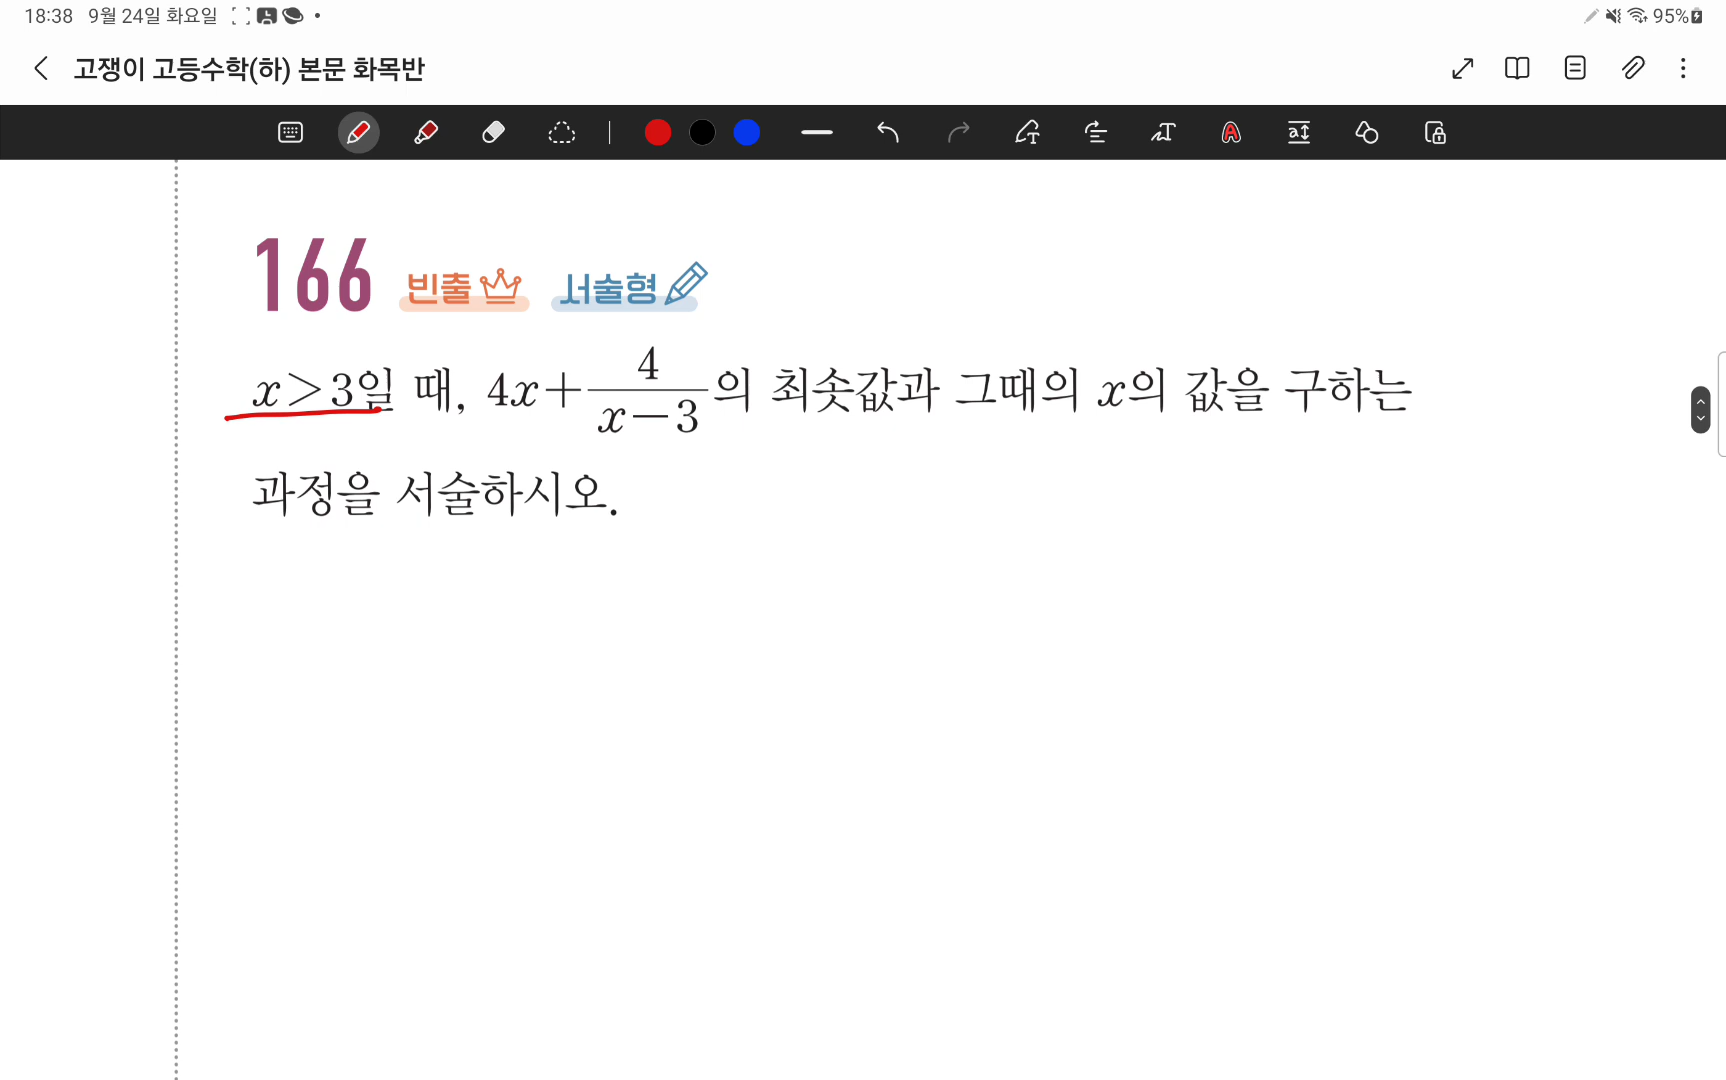 18:38 9월 24일 화요일 95%
고쟁이 고등수학(하) 본문 화목반
166 빈출 서술형
x>3일 때, 4x+\frac{4}{x-3}의 최솟값과 그때의 x의 값을 구하는
과정을 서술하시오.